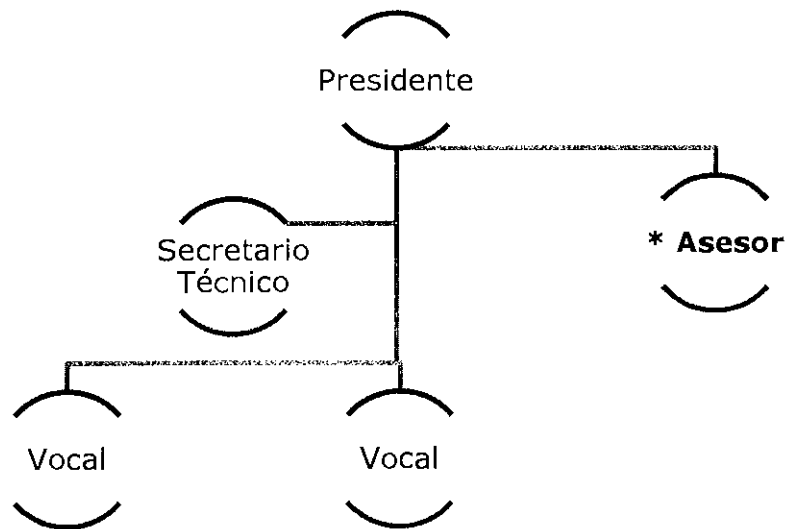 Presidente
Secretario
Técnico
* Asesor
Vocal
Vocal